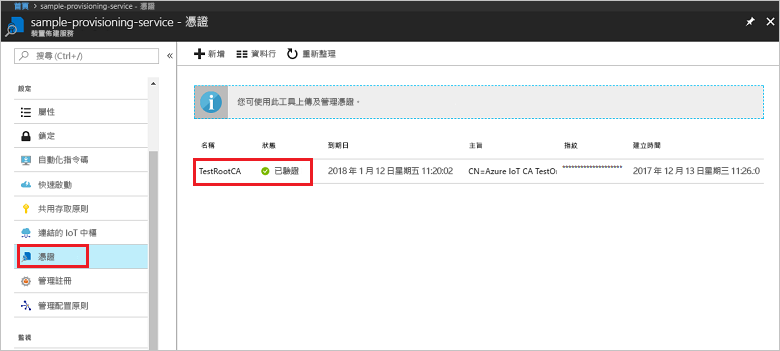 首頁 > sample-provisioning-service - 憑證
sample-provisioning-service - 憑證
裝置佈建服務
搜尋 (Ctrl+/)
設定
屬性
鎖定
自動化指令碼
快速啟動
共用存取原則
連結的 IoT 中樞
憑證
管理註冊
管理配置原則
監視
新增 資料行 重新整理
您可使用此工具上傳及管理憑證。
名稱 狀態 到期日 主旨 指紋 建立時間
TestRootCA 已驗證 2018 年 1 月 12 日星期五 11:20:02 CN=Azure IoT CA TestOn ******************** 2017 年 12 月 13 日星期三 11:26:.0